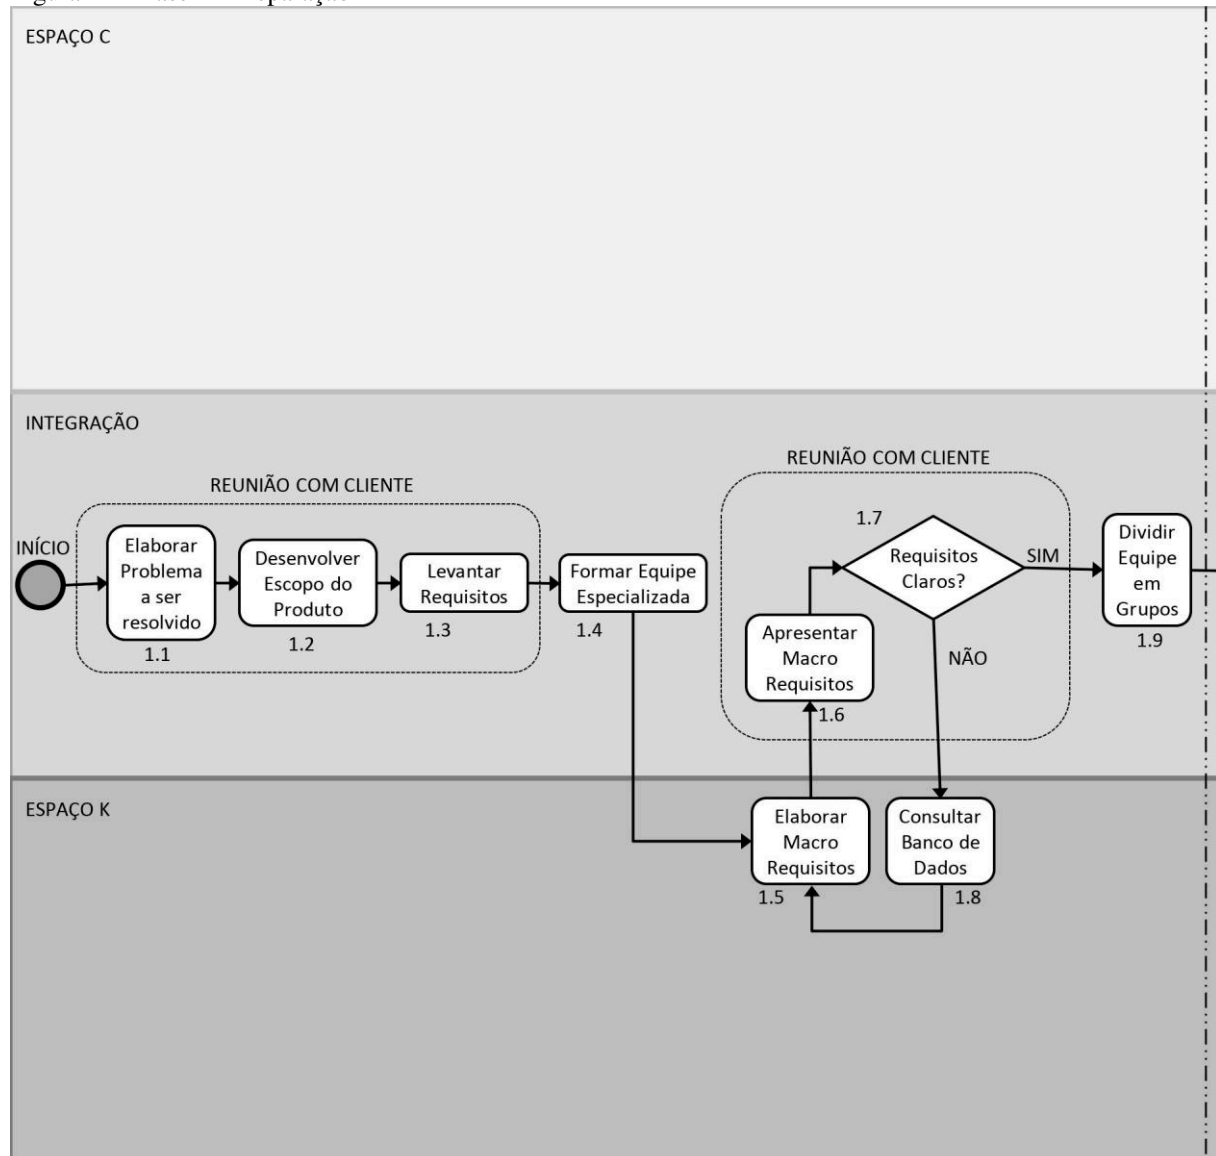 ESPAÇO C
INTEGRAÇÃO
REUNIÃO COM CLIENTE
INÍCIO
Elaborar
Problema
a ser
resolvido
1.1
Desenvolver
Escopo do
Produto
1.2
Levantar
Requisitos
1.3
Formar Equipe
Especializada
1.4
REUNIÃO COM CLIENTE
1.7
Requisitos
Claros?
SIM
NÃO
Apresentar
Macro
Requisitos
1.6
Dividir
Equipe
em
Grupos
1.9
ESPAÇO K
Elaborar
Macro
Requisitos
1.5
Consultar
Banco de
Dados
1.8